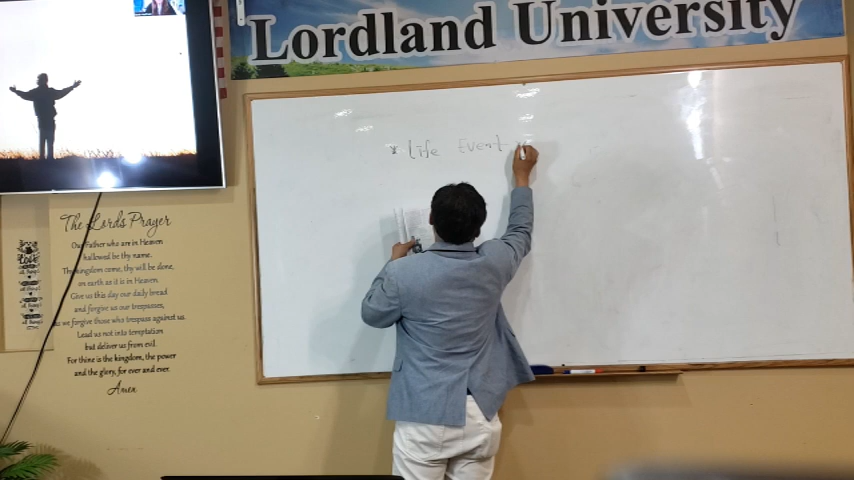 Lordland University
* Life Event
The Lords Prayer
Our Father who are in Heaven
hallowed be thy name.
Thy kingdom come, thy will be done,
on earth as it is in Heaven.
Give us this day our daily bread
and forgive us our trespasses,
as we forgive those who trespass against us.
Lead us not into temptation
but deliver us from evil.
For thine is the kingdom, the power
and the glory, for ever and ever.
Amen